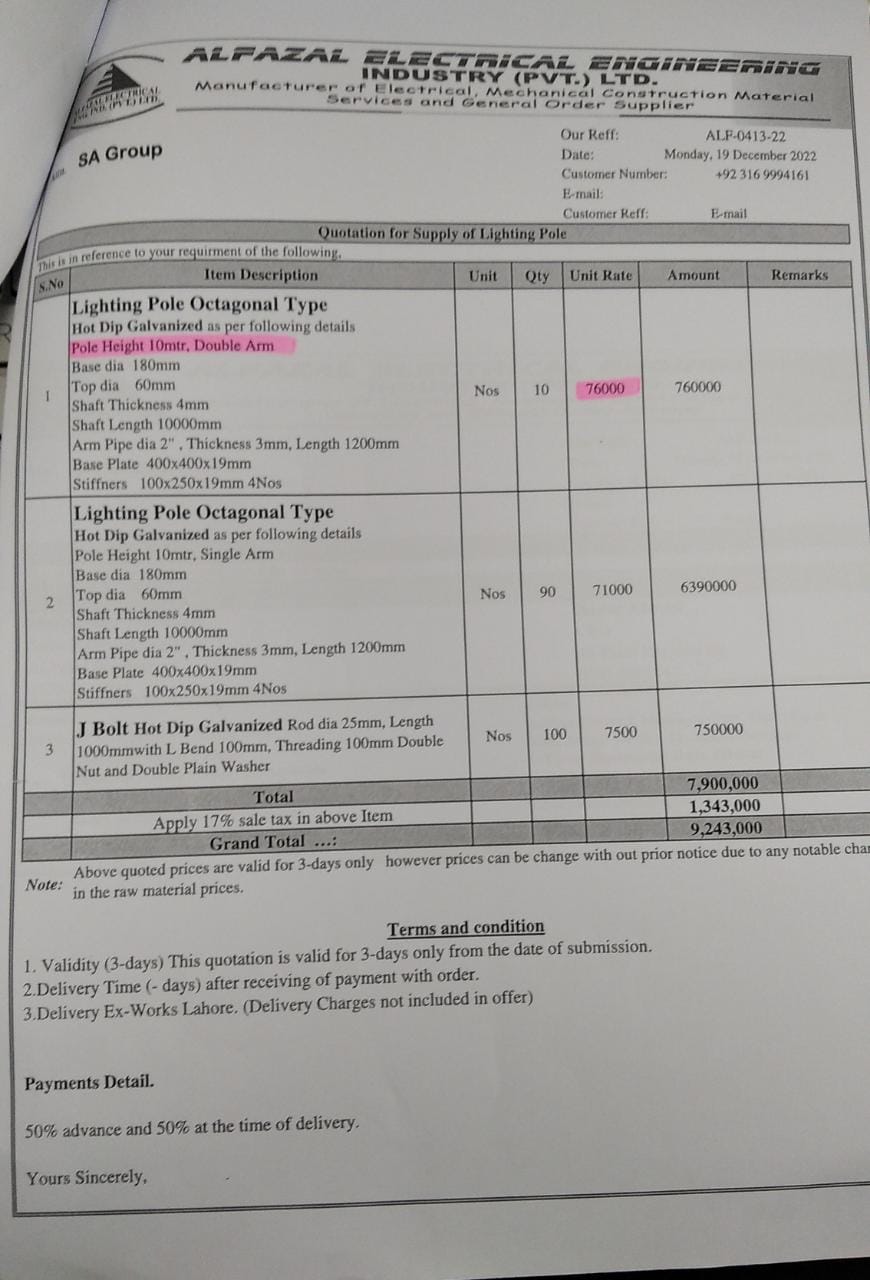 ALFAZAL ELECTRICAL ENGINEERING
INDUSTRY (PVT.) LTD.
Manufacturer of Electrical, Mechanical Construction Material
Services and General Order Supplier
ALFAZAL ELECTRICAL
ENG IND. (PVT.) LTD.
SA Group
Our Reff: ALF-0413-22
Date: Monday, 19 December 2022
Customer Number: +92 316 9994161
E-mail:
Customer Reff: E-mail
Quotation for Supply of Lighting Pole
This is in reference to your requirment of the following.
S.No Item Description Unit Qty Unit Rate Amount Remarks
Lighting Pole Octagonal Type
Hot Dip Galvanized as per following details
Pole Height 10mtr, Double Arm
Base dia 180mm
1 Top dia 60mm Nos 10 76000 760000
Shaft Thickness 4mm
Shaft Length 10000mm
Arm Pipe dia 2" , Thickness 3mm, Length 1200mm
Base Plate 400x400x19mm
Stiffners 100x250x19mm 4Nos
Lighting Pole Octagonal Type
Hot Dip Galvanized as per following details
Pole Height 10mtr, Single Arm
Base dia 180mm
2 Top dia 60mm Nos 90 71000 6390000
Shaft Thickness 4mm
Shaft Length 10000mm
Arm Pipe dia 2" , Thickness 3mm, Length 1200mm
Base Plate 400x400x19mm
Stiffners 100x250x19mm 4Nos
J Bolt Hot Dip Galvanized Rod dia 25mm, Length
3 1000mmwith L Bend 100mm, Threading 100mm Double Nos 100 7500 750000
Nut and Double Plain Washer
Total 7,900,000
Apply 17% sale tax in above Item 1,343,000
Grand Total ...: 9,243,000
Note: Above quoted prices are valid for 3-days only however prices can be change with out prior notice due to any notable
in the raw material prices.
Terms and condition
1. Validity (3-days) This quotation is valid for 3-days only from the date of submission.
2.Delivery Time (- days) after receiving of payment with order.
3.Delivery Ex-Works Lahore. (Delivery Charges not included in offer)
Payments Detail.
50% advance and 50% at the time of delivery.
Yours Sincerely,